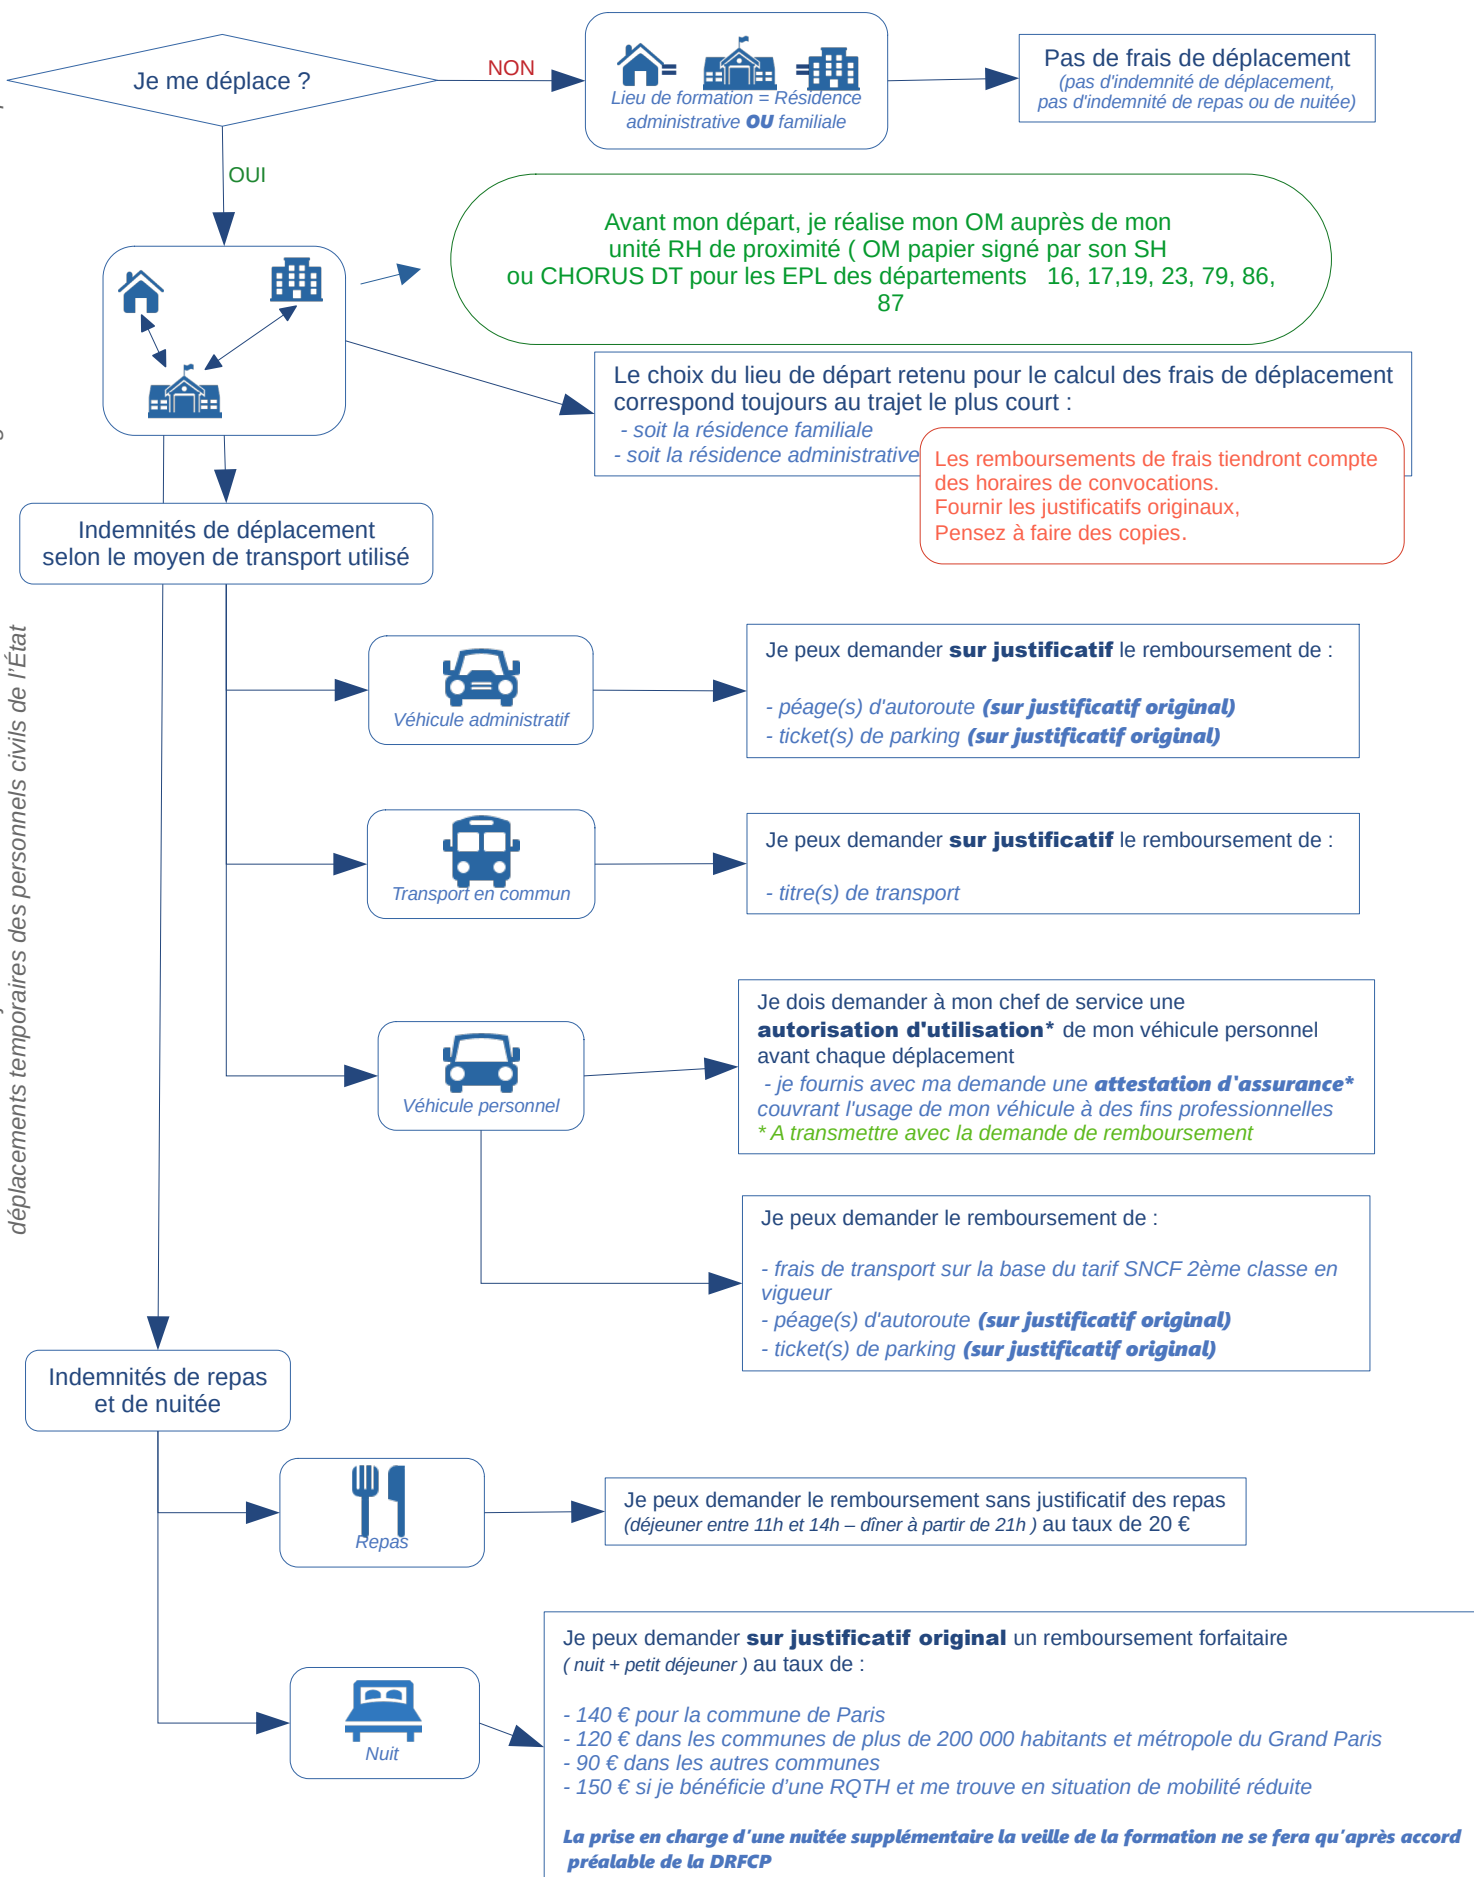 Je me déplace ?
NON
Lieu de formation = Résidence
administrative OU familiale
Pas de frais de déplacement
(pas d'indemnité de déplacement,
pas d'indemnité de repas ou de nuitée)
OUI
Avant mon départ, je réalise mon OM auprès de mon
unité RH de proximité ( OM papier signé par son SH
ou CHORUS DT pour les EPL des départements 16, 17,19, 23, 79, 86,
87
Le choix du lieu de départ retenu pour le calcul des frais de déplacement
correspond toujours au trajet le plus court :
- soit la résidence familiale
- soit la résidence administrative
Les remboursements de frais tiendront compte
des horaires de convocations.
Fournir les justificatifs originaux,
Pensez à faire des copies.
Indemnités de déplacement
selon le moyen de transport utilisé
déplacements temporaires des personnels civils de l'État
Véhicule administratif
Je peux demander sur justificatif le remboursement de :
- péage(s) d'autoroute (sur justificatif original)
- ticket(s) de parking (sur justificatif original)
Transport en commun
Je peux demander sur justificatif le remboursement de :
- titre(s) de transport
Véhicule personnel
Je dois demander à mon chef de service une
autorisation d'utilisation* de mon véhicule personnel
avant chaque déplacement
- je fournis avec ma demande une attestation d'assurance*
couvrant l'usage de mon véhicule à des fins professionnelles
* A transmettre avec la demande de remboursement
Je peux demander le remboursement de :
- frais de transport sur la base du tarif SNCF 2ème classe en
vigueur
- péage(s) d'autoroute (sur justificatif original)
- ticket(s) de parking (sur justificatif original)
Indemnités de repas
et de nuitée
Repas
Je peux demander le remboursement sans justificatif des repas
(déjeuner entre 11h et 14h – dîner à partir de 21h ) au taux de 20 €
Nuit
Je peux demander sur justificatif original un remboursement forfaitaire
( nuit + petit déjeuner ) au taux de :
- 140 € pour la commune de Paris
- 120 € dans les communes de plus de 200 000 habitants et métropole du Grand Paris
- 90 € dans les autres communes
- 150 € si je bénéficie d'une RQTH et me trouve en situation de mobilité réduite
La prise en charge d'une nuitée supplémentaire la veille de la formation ne se fera qu'après accord
préalable de la DRFCP